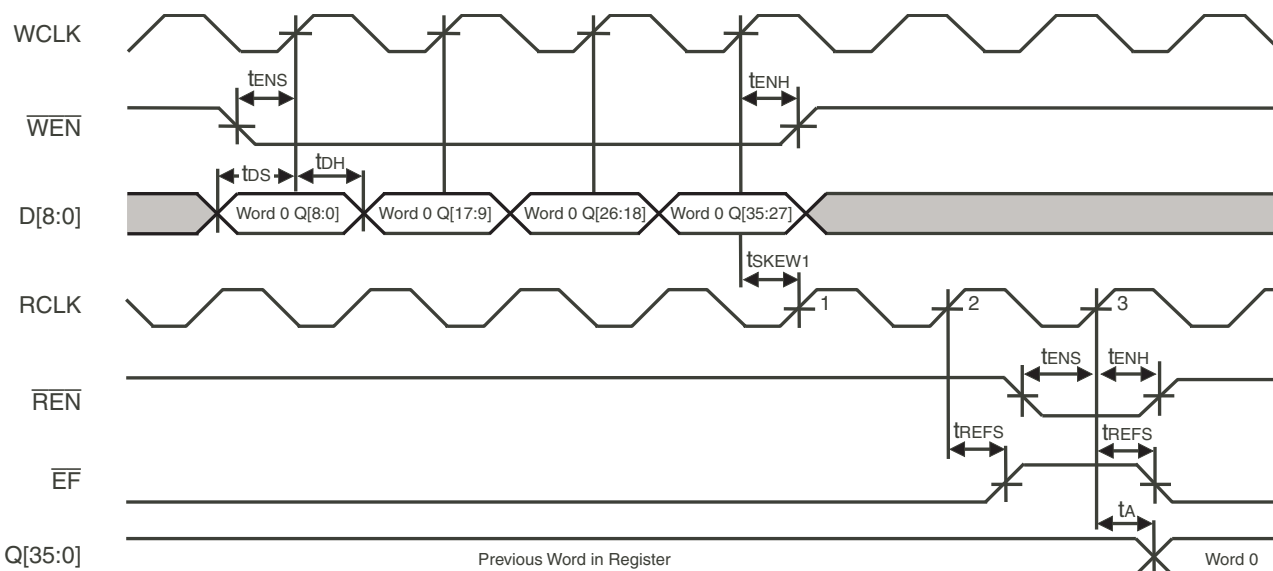 WCLK
tENS
tENH
WEN
tDS
tDH
D[8:0]
Word 0 Q[8:0]
Word 0 Q[17:9]
Word 0 Q[26:18]
Word 0 Q[35:27]
tSKEW1
RCLK
1
2
3
tENS
tENH
REN
tREFS
tREFS
EF
tA
Q[35:0]
Previous Word in Register
Word 0